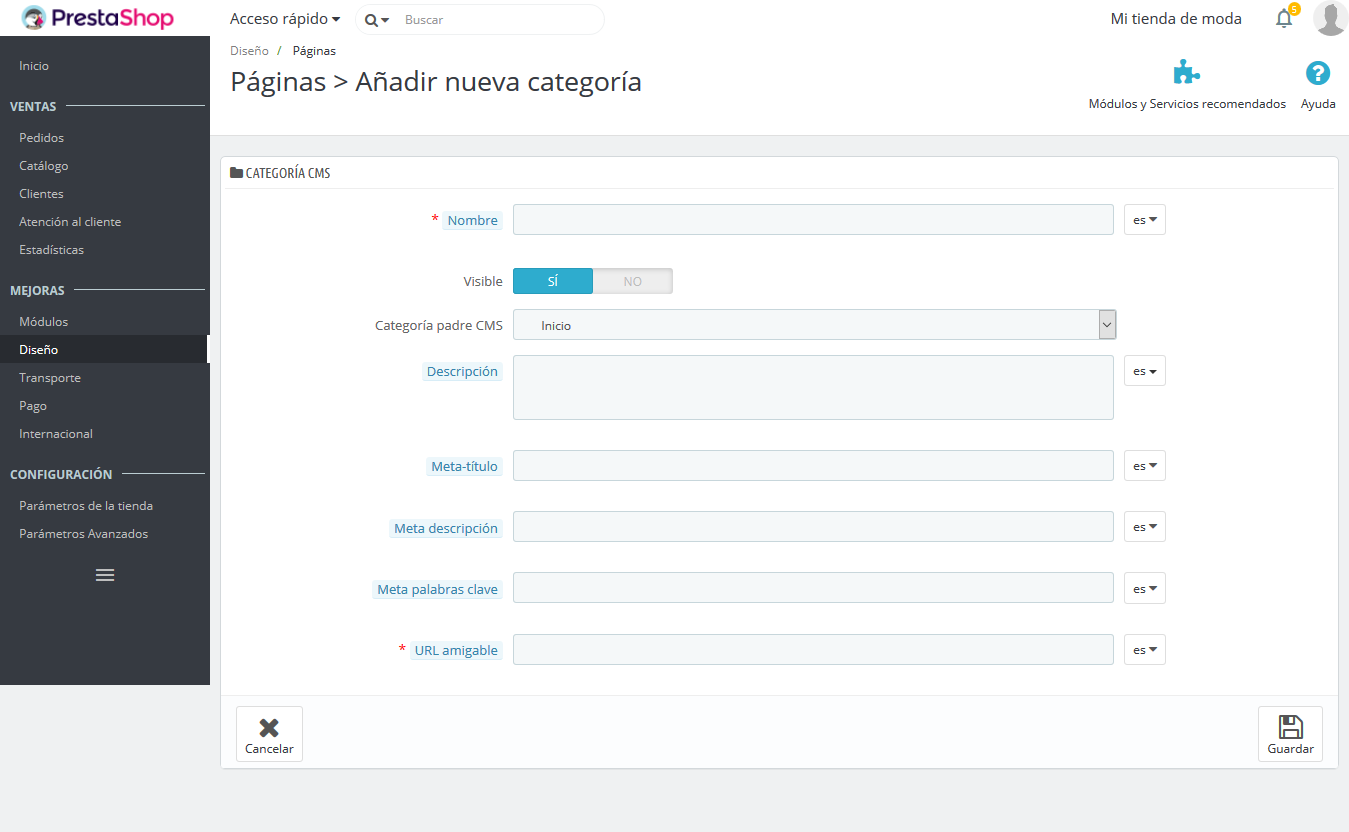 PrestaShop
Acceso rápido
Buscar
Mi tienda de moda
5
Diseño / Páginas
Páginas > Añadir nueva categoría
Módulos y Servicios recomendados
Ayuda
Inicio
VENTAS
Pedidos
Catálogo
Clientes
Atención al cliente
Estadísticas
MEJORAS
Módulos
Diseño
Transporte
Pago
Internacional
CONFIGURACIÓN
Parámetros de la tienda
Parámetros Avanzados
CATEGORÍA CMS
* Nombre es
Visible SÍ NO
Categoría padre CMS Inicio
Descripción es
Meta-título es
Meta descripción es
Meta palabras clave es
* URL amigable es
Cancelar
Guardar